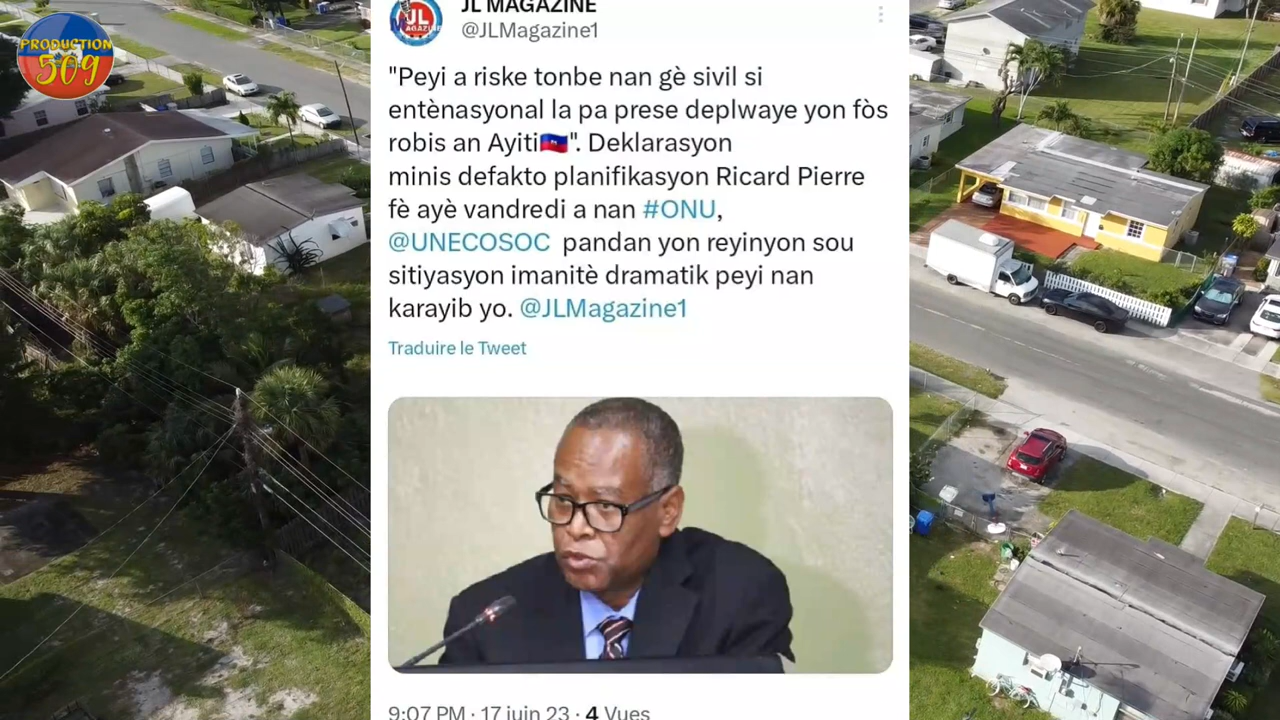 PRODUCTION
509
JL
MAGAZINE
JL MAGAZINE
@JLMagazine1
"Peyi a riske tonbe nan gè sivil si
entènasyonal la pa prese deplwaye yon fòs
robis an Ayiti🇭🇹". Deklarasyon
minis defakto planifikasyon Ricard Pierre
fè ayè vandredi a nan #ONU,
@UNECOSOC pandan yon reyinyon sou
sitiyasyon imanitè dramatik peyi nan
karayib yo. @JLMagazine1
Traduire le Tweet
9:07 PM · 17 juin 23 · 4 Vues